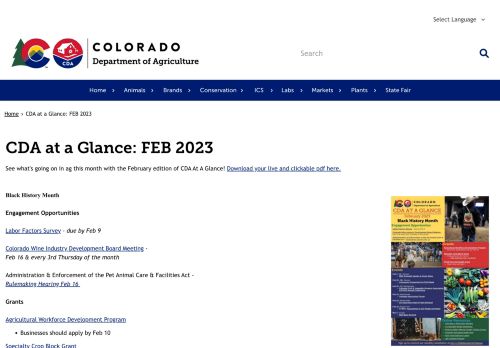 Select Language
COLORADO
Department of Agriculture
CDA
Search
Home Animals Brands Conservation ICS Labs Markets Plants State Fair
Home › CDA at a Glance: FEB 2023
CDA at a Glance: FEB 2023
See what's going on in ag this month with the February edition of CDA At A Glance! Download your live and clickable pdf here.
Black History Month
Engagement Opportunities
Labor Factors Survey - due by Feb 9
Colorado Wine Industry Development Board Meeting -
Feb 16 & every 3rd Thursday of the month
Administration & Enforcement of the Pet Animal Care & Facilities Act -
Rulemaking Hearing Feb 16
Grants
Agricultural Workforce Development Program
• Businesses should apply by Feb 10
Specialty Crop Block Grant
COLORADO
CDA AT A GLANCE
February 2023
Black History Month
Engagement Opportunities